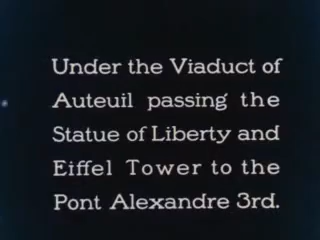 Under the Viaduct of
Auteuil passing the
Statue of Liberty and
Eiffel Tower to the
Pont Alexandre 3rd.